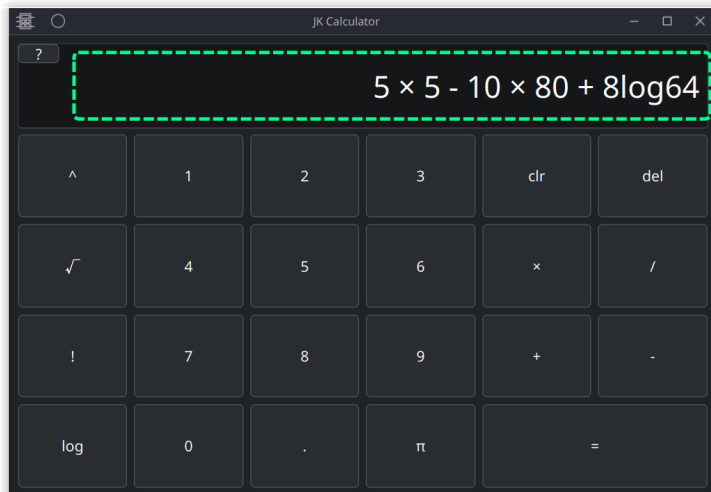 JK Calculator
?
5 × 5 - 10 × 80 + 8log64
^ 1 2 3 clr del
√ 4 5 6 × /
! 7 8 9 + -
log 0 . π =